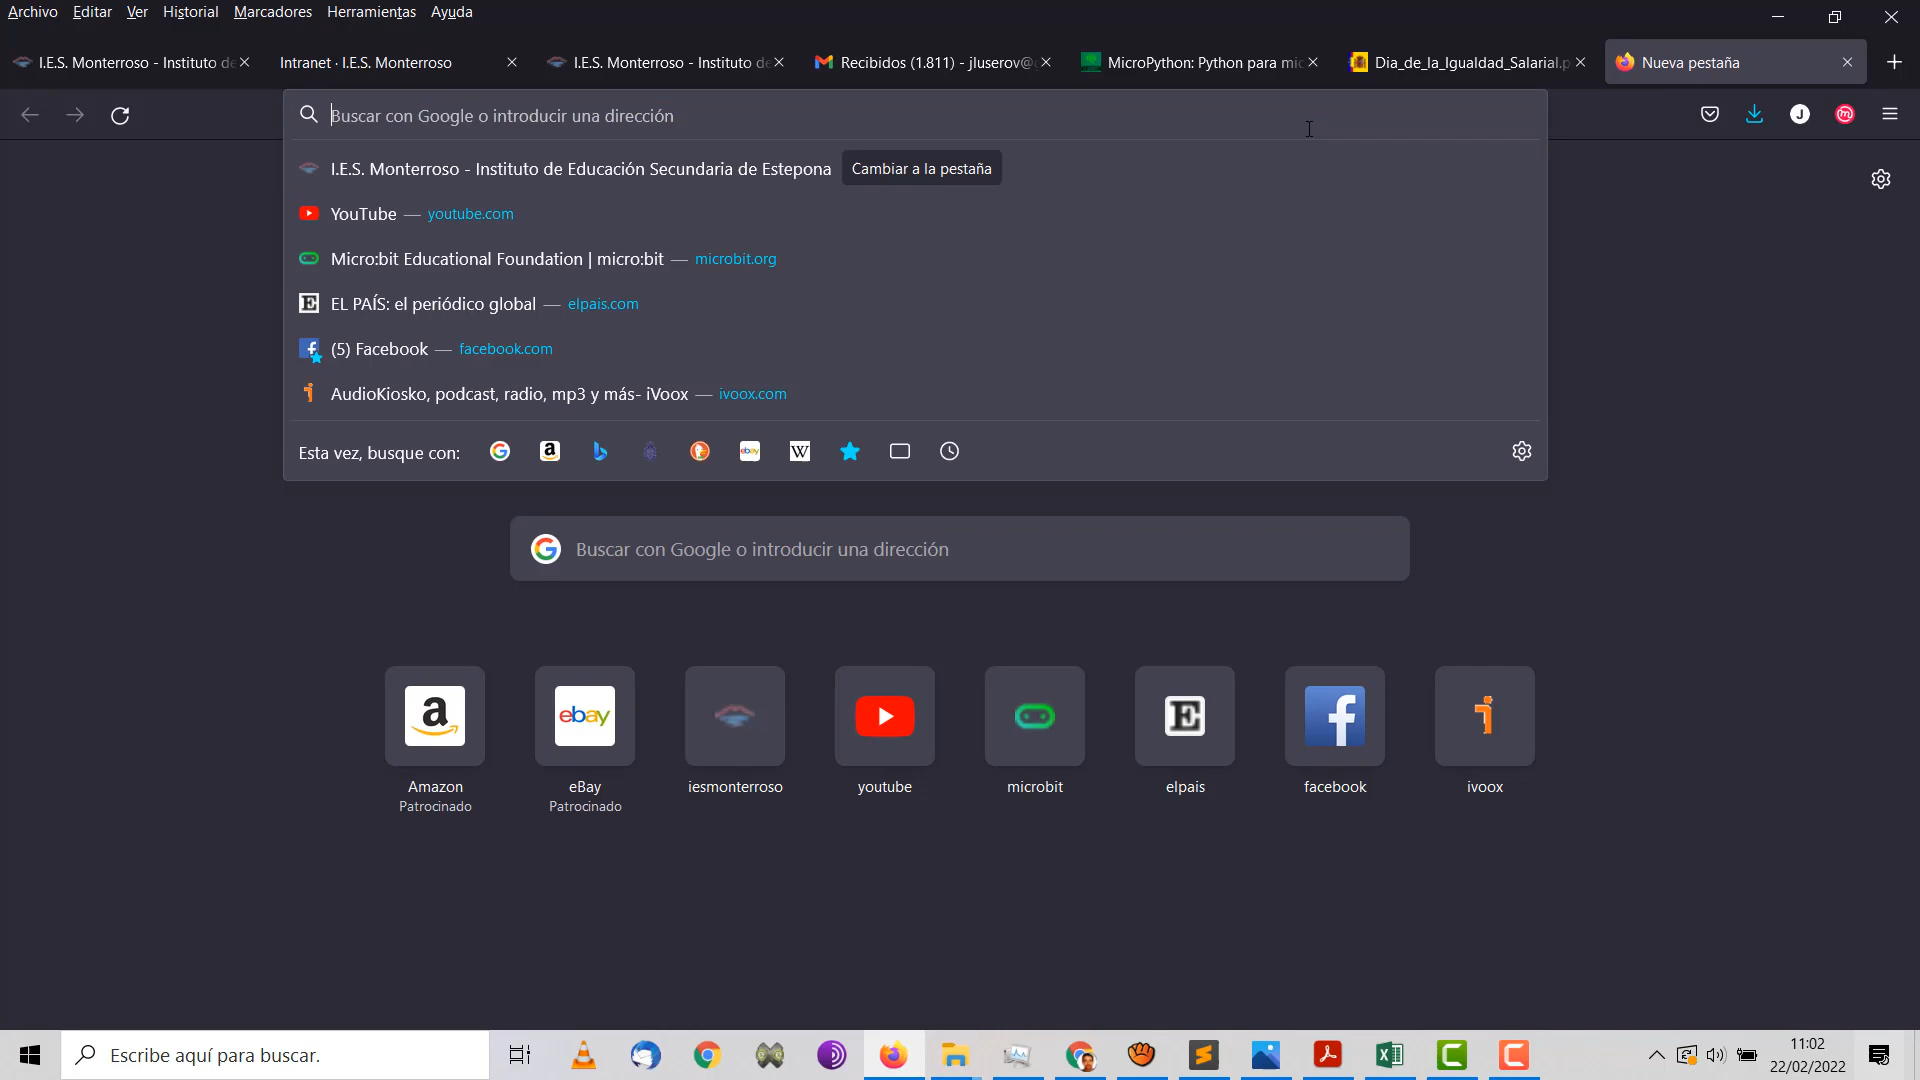 Archivo Editar Ver Historial Marcadores Herramientas Ayuda
I.E.S. Monterroso - Instituto de
Intranet · I.E.S. Monterroso
I.E.S. Monterroso - Instituto de
Recibidos (1.811) - jluserov@
MicroPython: Python para mic
Dia_de_la_Igualdad_Salarial.p
Nueva pestaña
Buscar con Google o introducir una dirección
I.E.S. Monterroso - Instituto de Educación Secundaria de Estepona Cambiar a la pestaña
YouTube — youtube.com
Micro:bit Educational Foundation | micro:bit — microbit.org
EL PAÍS: el periódico global — elpais.com
(5) Facebook — facebook.com
AudioKiosko, podcast, radio, mp3 y más- iVoox — ivoox.com
Esta vez, busque con:
Buscar con Google o introducir una dirección
ebay
Amazon eBay iesmonterroso youtube microbit elpais facebook ivoox
Patrocinado Patrocinado
Escribe aquí para buscar.
11:02
22/02/2022